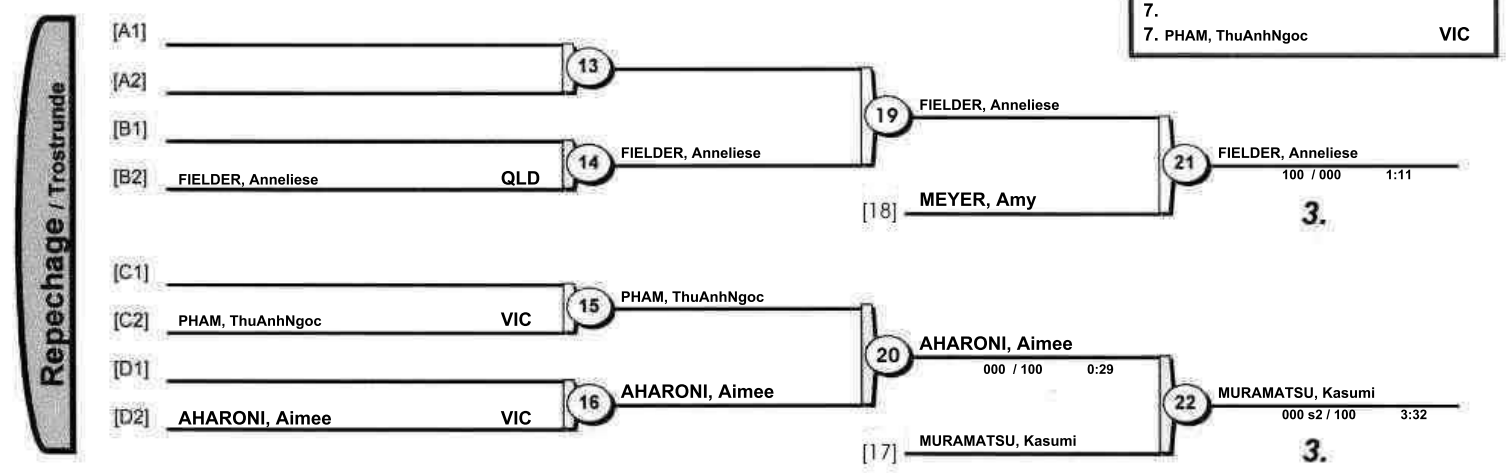 7.
7. PHAM, ThuAnhNgoc VIC
Repechage / Trostrunde
[A1]
13
[A2]
19 FIELDER, Anneliese
[B1]
14 FIELDER, Anneliese
21 FIELDER, Anneliese
100 / 000 1:11
[B2] FIELDER, Anneliese QLD
[18] MEYER, Amy
3.
[C1]
15 PHAM, ThuAnhNgoc
[C2] PHAM, ThuAnhNgoc VIC
20 AHARONI, Aimee
000 / 100 0:29
[D1]
16 AHARONI, Aimee
22 MURAMATSU, Kasumi
000 s2 / 100 3:32
[D2] AHARONI, Aimee VIC
[17] MURAMATSU, Kasumi
3.